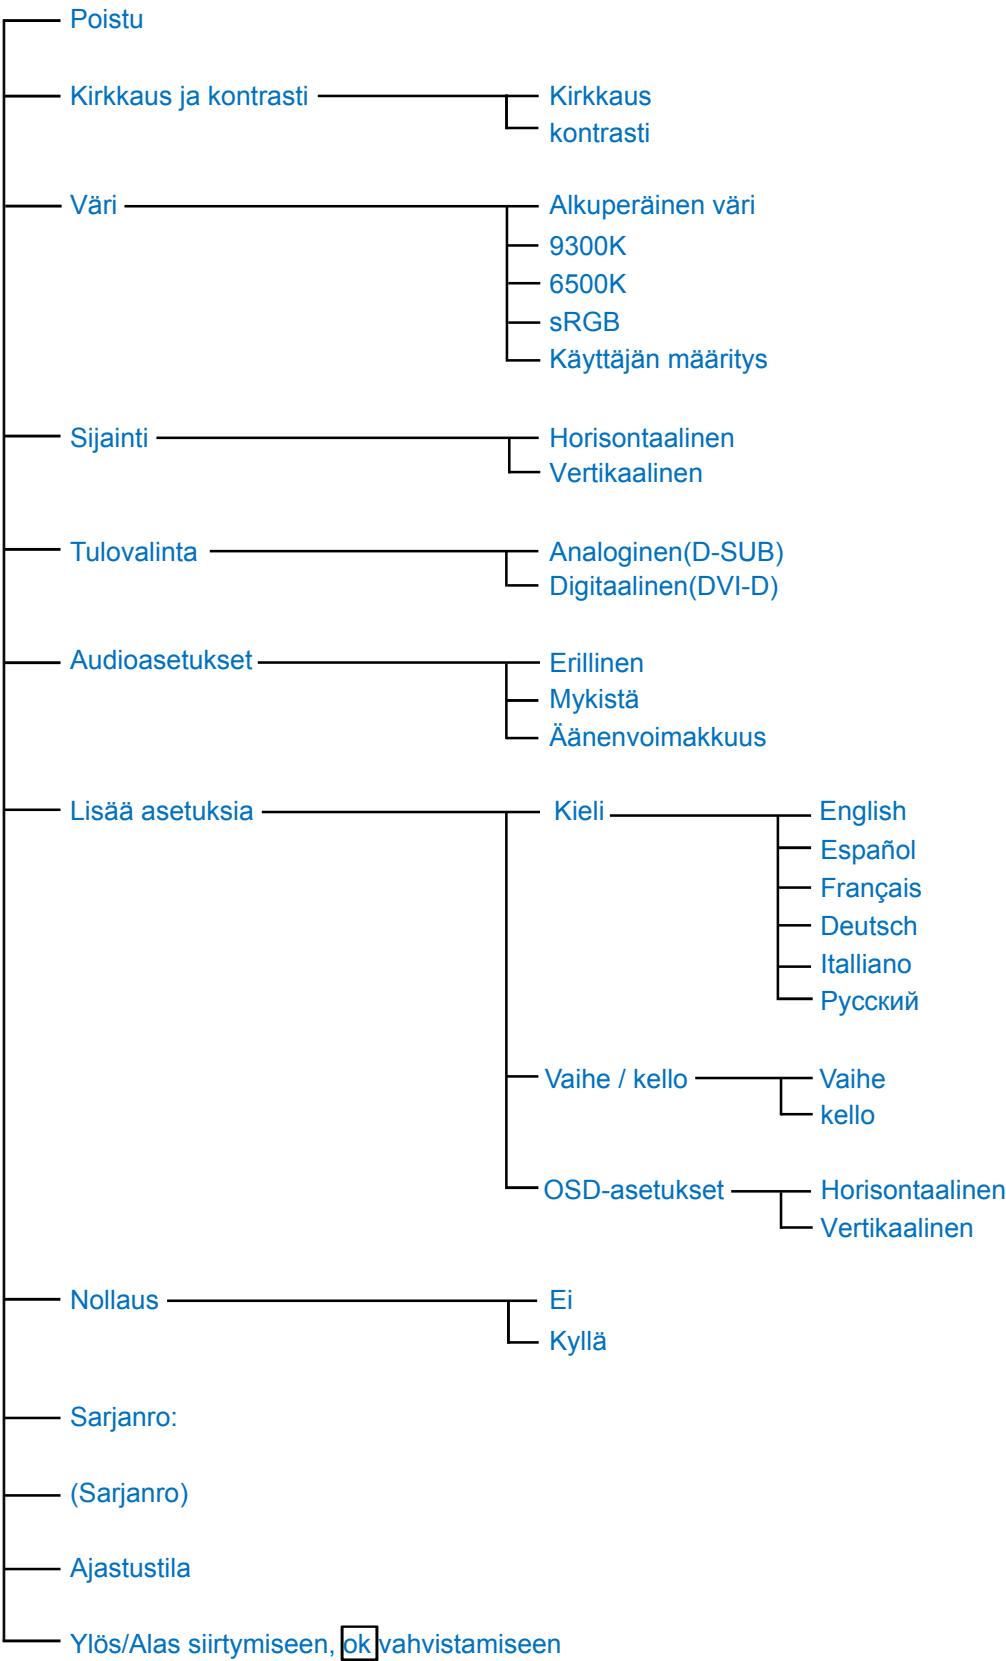 Poistu
Kirkkaus ja kontrasti
Kirkkaus
kontrasti
Väri
Alkuperäinen väri
9300K
6500K
sRGB
Käyttäjän määritys
Sijainti
Horisontaalinen
Vertikaalinen
Tulovalinta
Analoginen(D-SUB)
Digitaalinen(DVI-D)
Audioasetukset
Erillinen
Mykistä
Äänenvoimakkuus
Lisää asetuksia
Kieli
English
Español
Français
Deutsch
Italliano
Русский
Vaihe / kello
Vaihe
kello
OSD-asetukset
Horisontaalinen
Vertikaalinen
Nollaus
Ei
Kyllä
Sarjanro:
(Sarjanro)
Ajastustila
Ylös/Alas siirtymiseen, ok vahvistamiseen